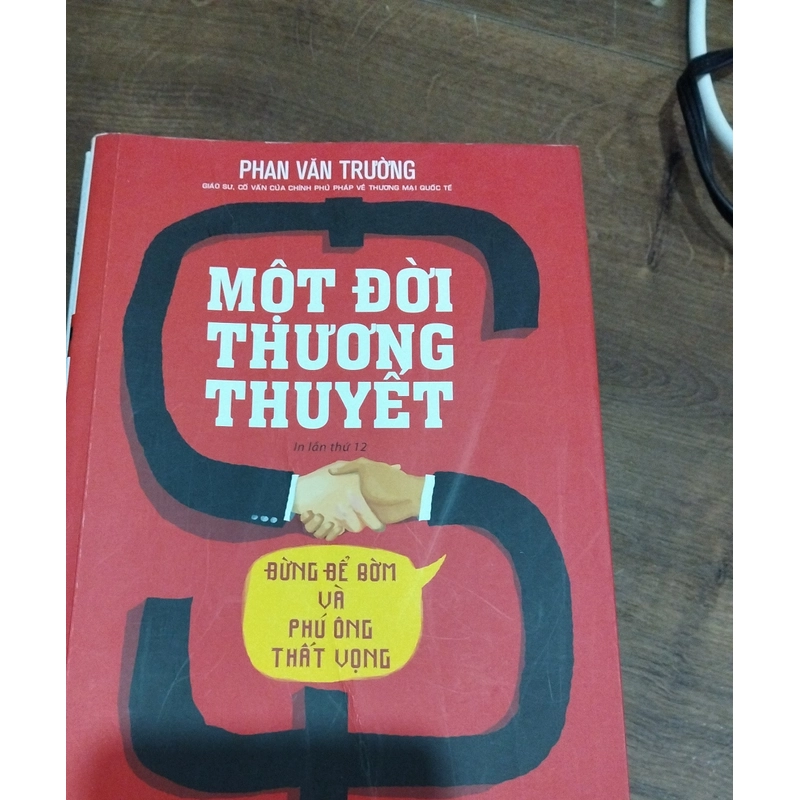 PHAN VĂN TRƯỜNG
GIÁO SƯ, CỐ VẤN CỦA CHÍNH PHỦ PHÁP VỀ THƯƠNG MẠI QUỐC TẾ
MỘT ĐỜI
THƯƠNG
THUYẾT
In lần thứ 12
ĐỪNG ĐỂ BỜM
VÀ
PHÚ ÔNG
THẤT VỌNG